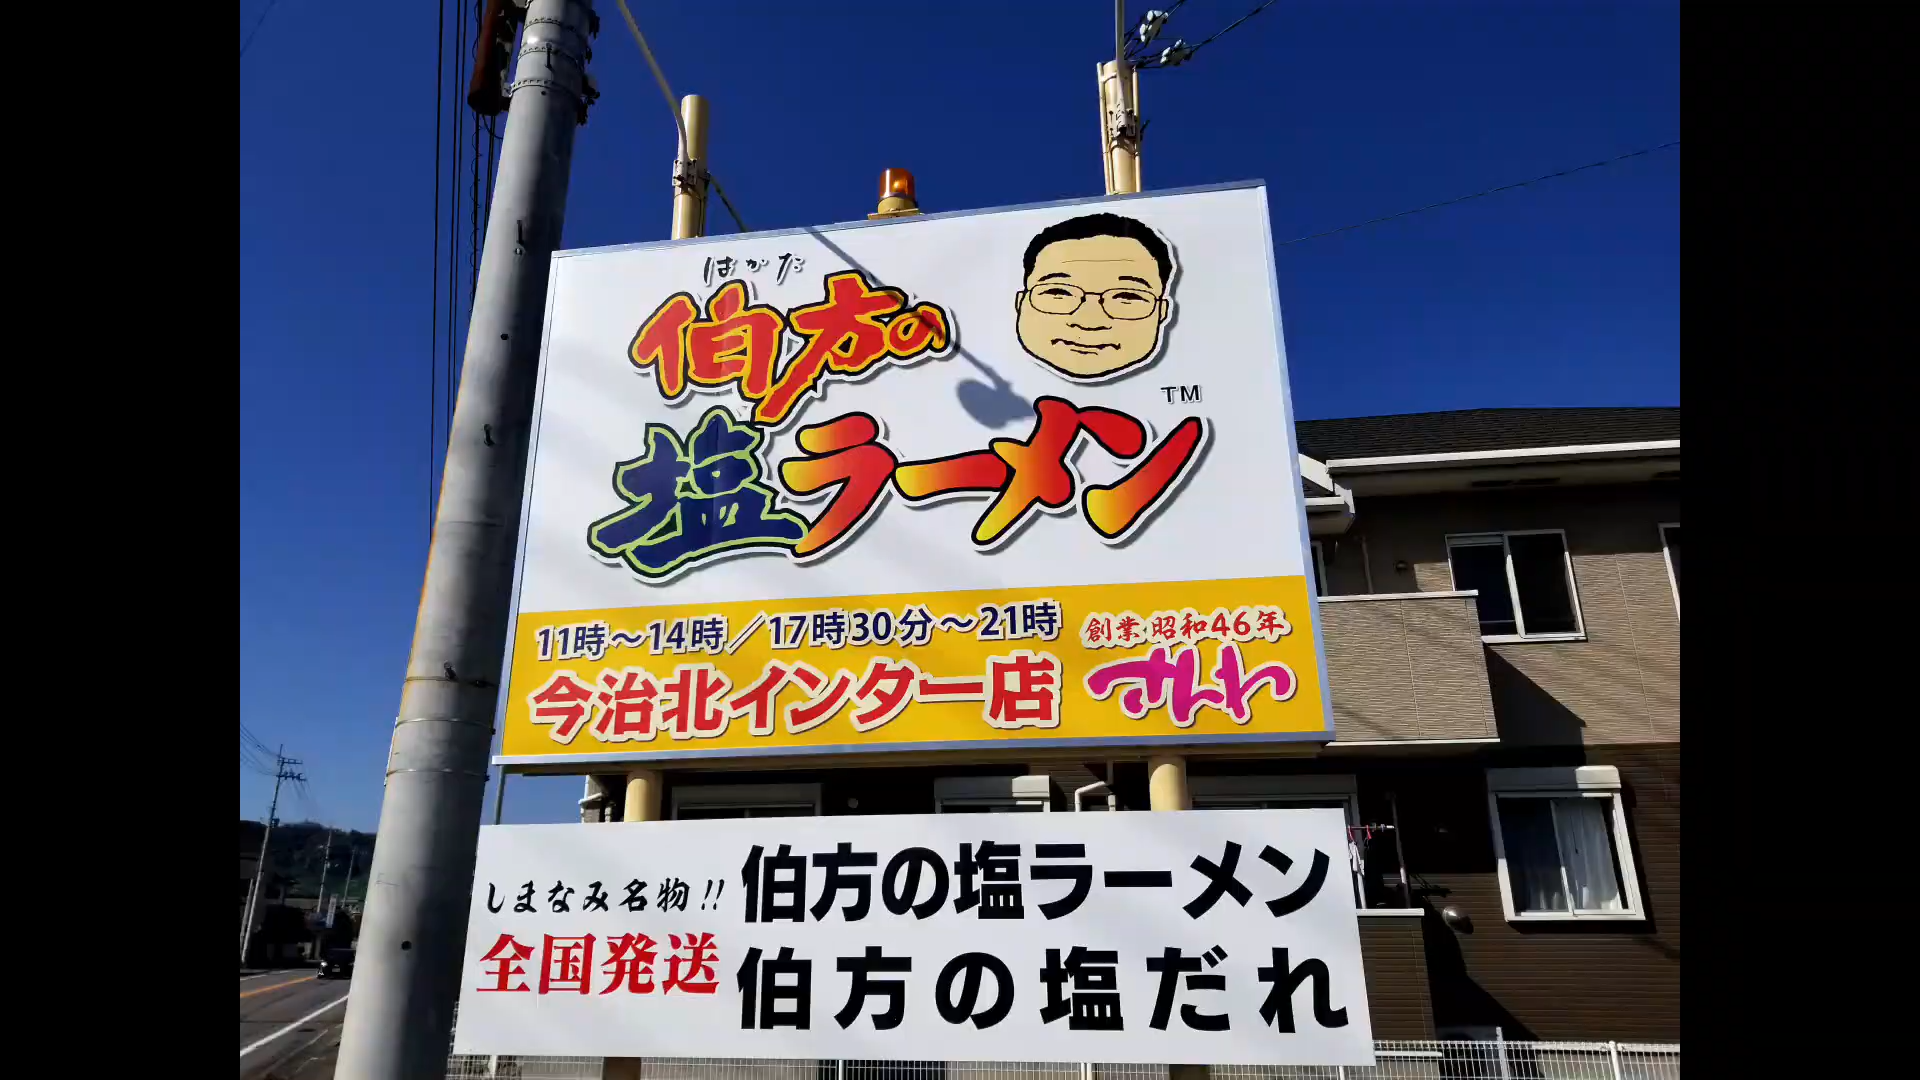 はかた
伯方の
塩ラーメン™
11時～14時／17時30分～21時
今治北インター店
創業 昭和46年
さんわ
しまなみ名物!!
全国発送
伯方の塩ラーメン
伯方の塩だれ